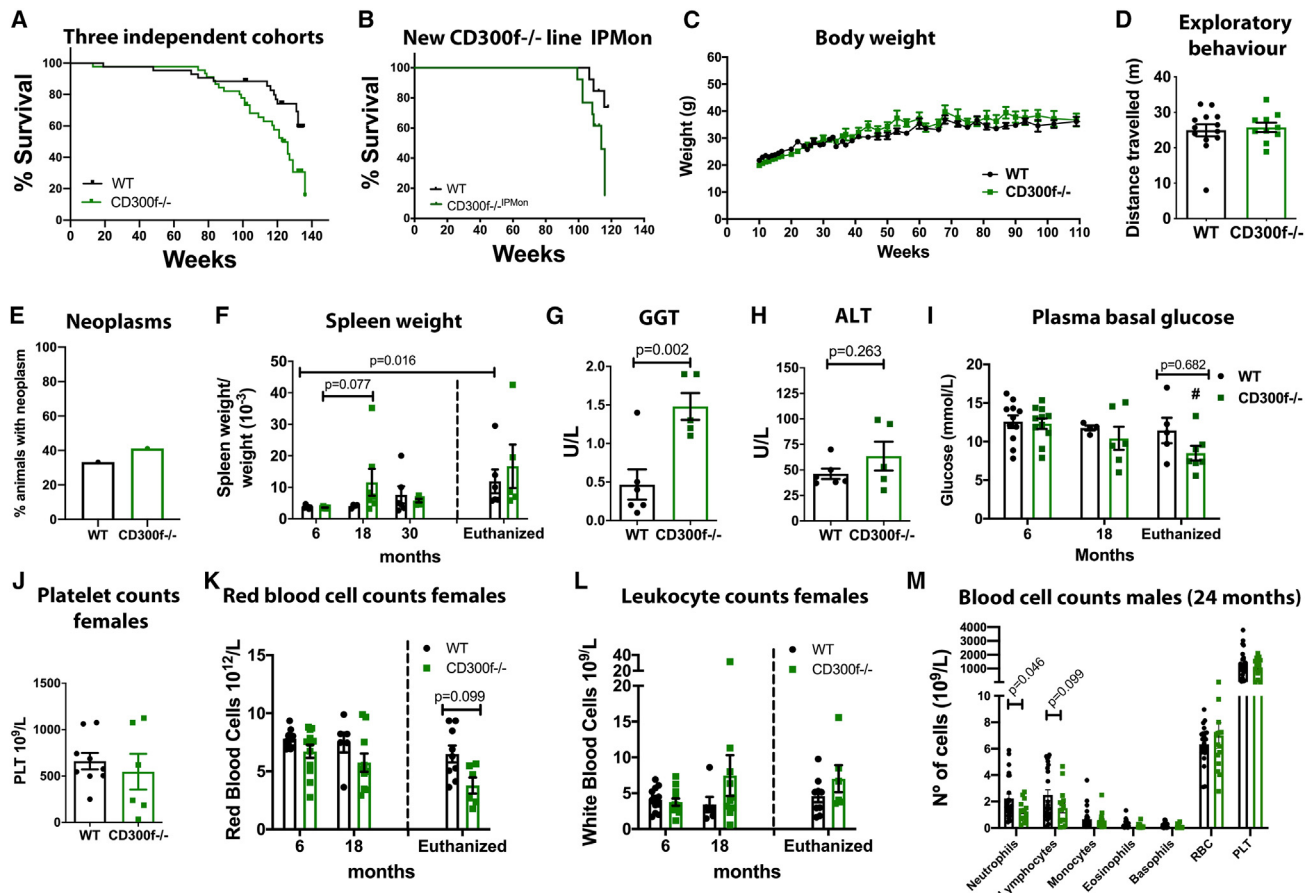 A
Three independent cohorts
% Survival
100
80
60
40
20
0
WT
CD300f-/-
0 20 40 60 80 100 120 140
Weeks
B
New CD300f-/- line IPMon
% Survival
100
80
60
40
20
0
WT
CD300f-/-IPMon
0 20 40 60 80 100 120 140
Weeks
C
Body weight
Weight (g)
60
50
40
30
20
10
0
WT
CD300f-/-
0 10 20 30 40 50 60 70 80 90 100 110
Weeks
D
Exploratory
behaviour
Distance travelled (m)
40
30
20
10
0
WT CD300f-/-
E
Neoplasms
% animals with neoplasm
100
80
60
40
20
0
WT CD300f-/-
F
Spleen weight
Spleen weight/
weight (10-3)
50
40
30
20
10
0
p=0.016
p=0.077
6 18 30 Euthanized
months
G
GGT
U/L
2.0
1.5
1.0
0.5
0.0
p=0.002
WT CD300f-/-
H
ALT
U/L
150
125
100
75
50
25
0
p=0.263
WT CD300f-/-
I
Plasma basal glucose
Glucose (mmol/L)
20
15
10
5
0
p=0.682
#
WT
CD300f-/-
6 18 Euthanized
Months
J
Platelet counts
females
PLT 109/L
1500
1000
500
0
WT CD300f-/-
K
Red blood cell counts females
Red Blood Cells 1012/L
15
10
5
0
WT
CD300f-/-
p=0.099
6 18 Euthanized
months
L
Leukocyte counts females
White Blood Cells 109/L
40
30
20
15
10
5
0
WT
CD300f-/-
6 18 Euthanized
months
M
Blood cell counts males (24 months)
Nº of cells (109/L)
4000
3000
2000
1000
10
8
6
4
2
0
p=0.046
p=0.099
Neutrophils
Lymphocytes
Monocytes
Eosinophils
Basophils
RBC
PLT